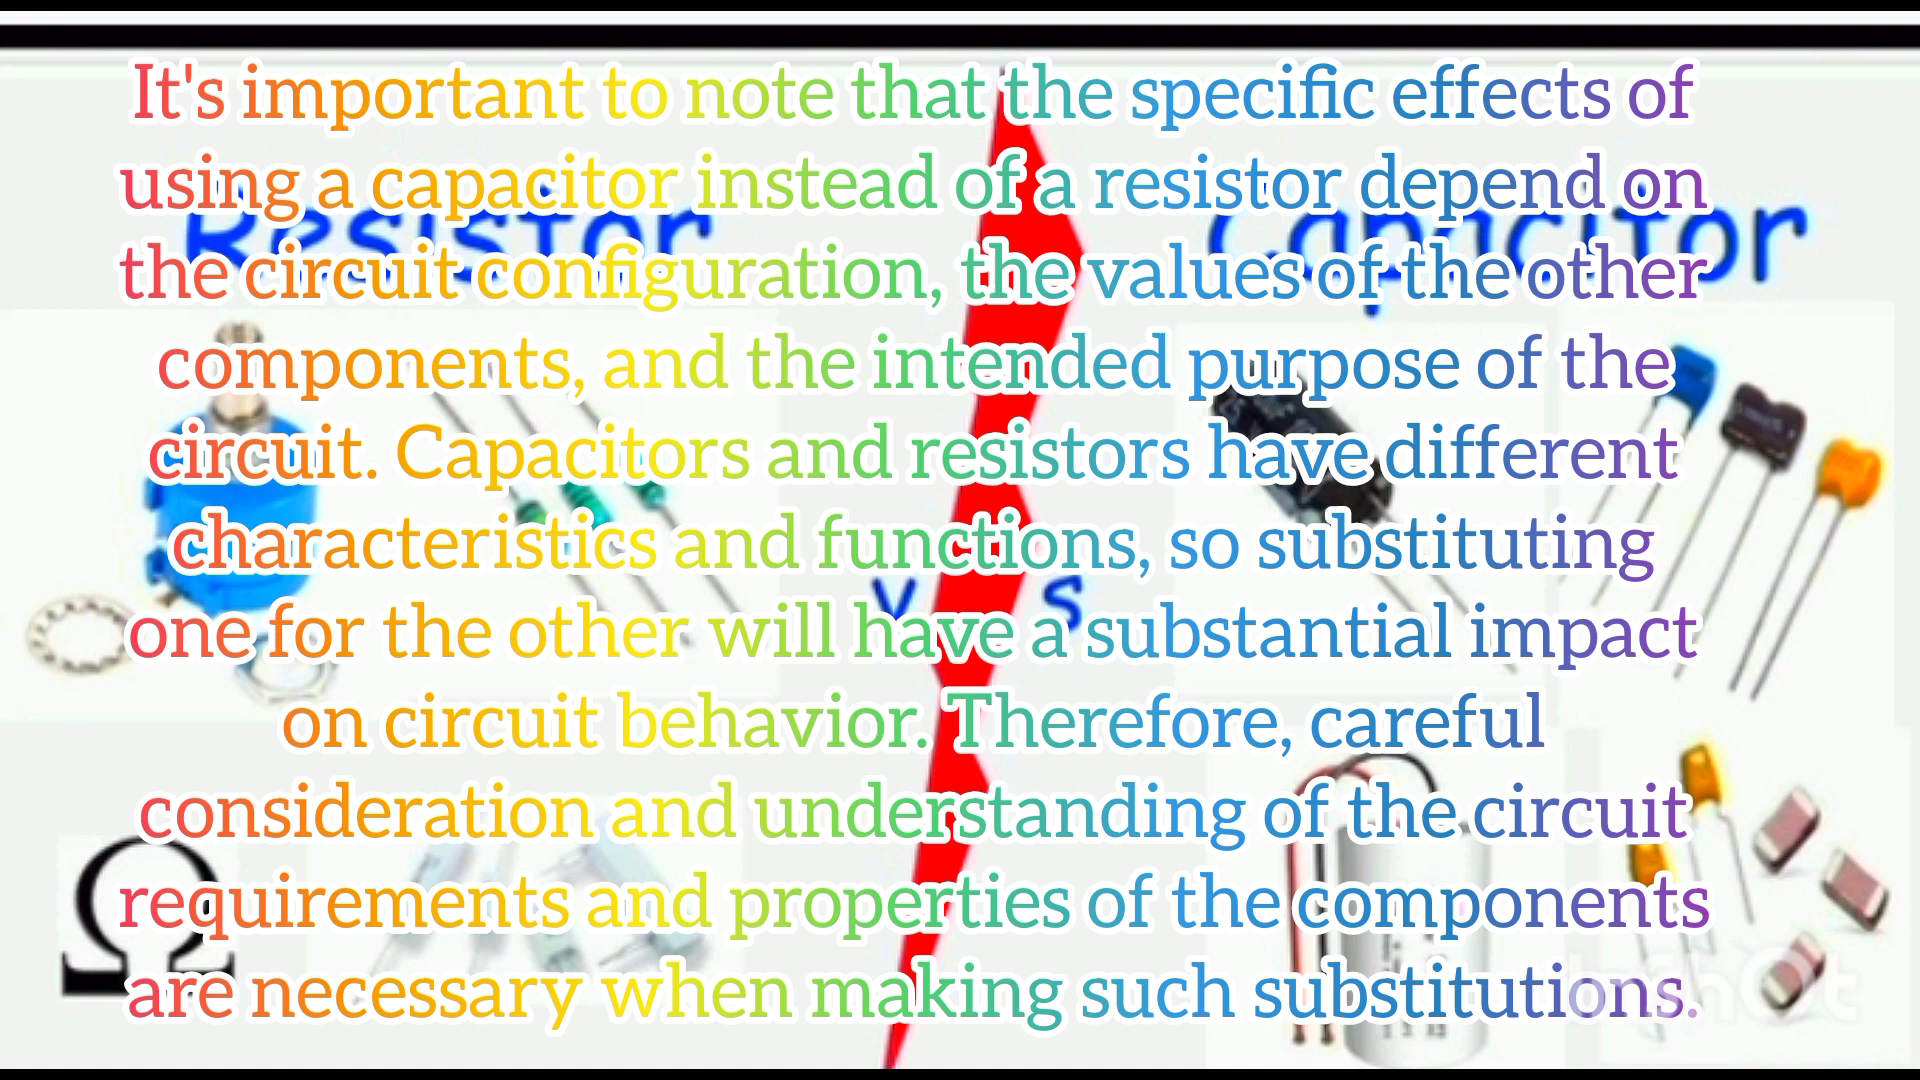 It's important to note that the specific effects of
using a capacitor instead of a resistor depend on
the circuit configuration, the values of the other
components, and the intended purpose of the
circuit. Capacitors and resistors have different
characteristics and functions, so substituting
one for the other will have a substantial impact
on circuit behavior. Therefore, careful
consideration and understanding of the circuit
requirements and properties of the components
are necessary when making such substitutions.
Resistor
Capacitor
v s
Ω
InShOt